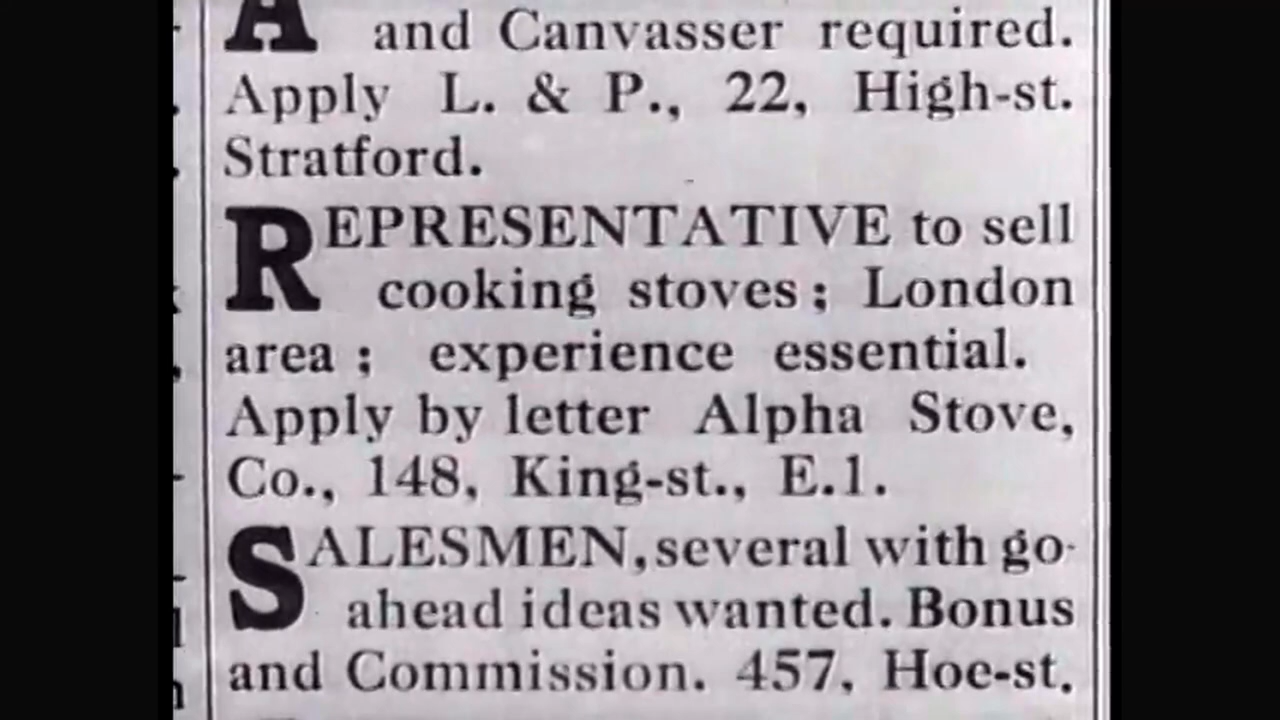 A and Canvasser required.
Apply L. & P., 22, High-st.
Stratford.
REPRESENTATIVE to sell
cooking stoves; London
area; experience essential.
Apply by letter Alpha Stove,
Co., 148, King-st., E.1.
SALESMEN, several with go-
ahead ideas wanted. Bonus
and Commission. 457, Hoe-st.